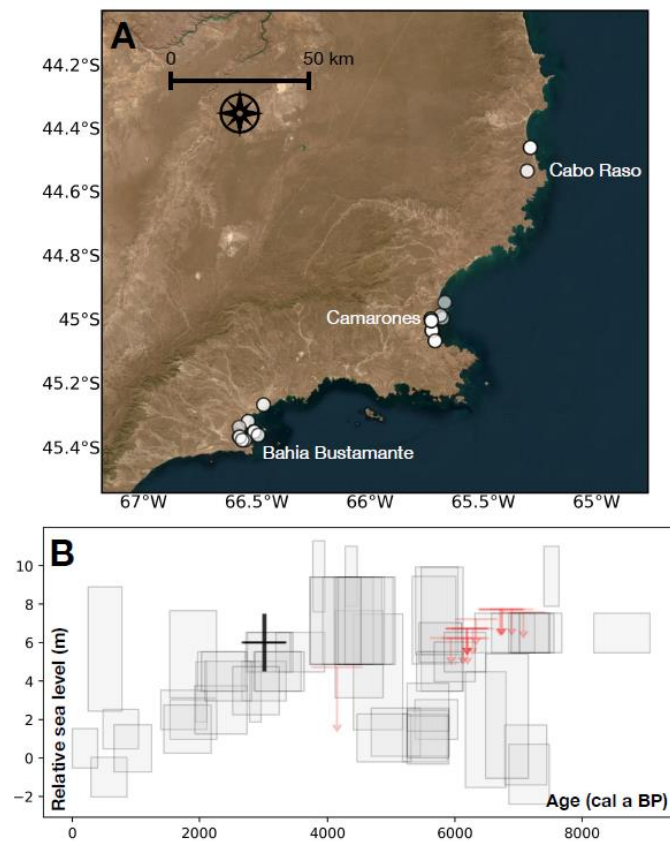 A
0 50 km
44.2°S
44.4°S
44.6°S
44.8°S
45°S
45.2°S
45.4°S
Cabo Raso
Camarones
Bahia Bustamante
67°W 66.5°W 66°W 65.5°W 65°W
B
Relative sea level (m)
10
8
6
4
2
0
−2
Age (cal a BP)
0 2000 4000 6000 8000